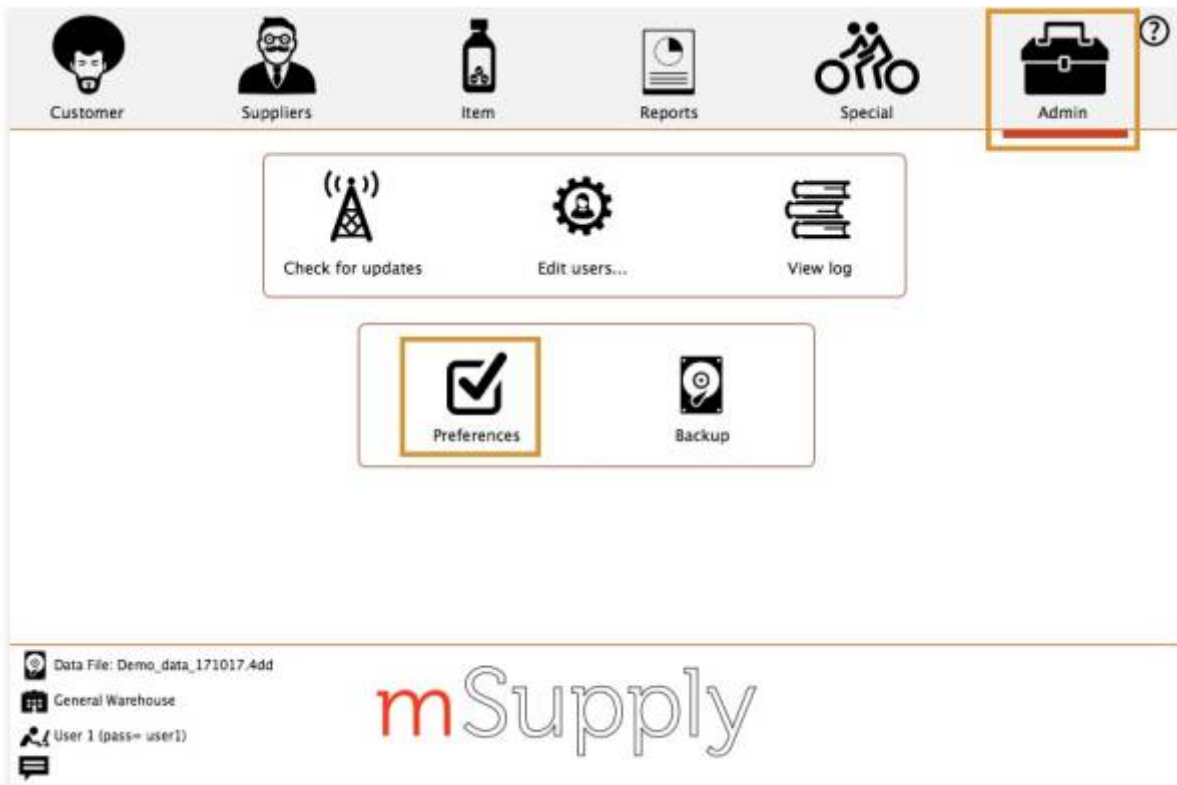 Customer Suppliers Item Reports Special Admin ?
Check for updates Edit users... View log
Preferences Backup
Data File: Demo_data_171017.4dd
General Warehouse
User 1 (pass= user1)
mSupply